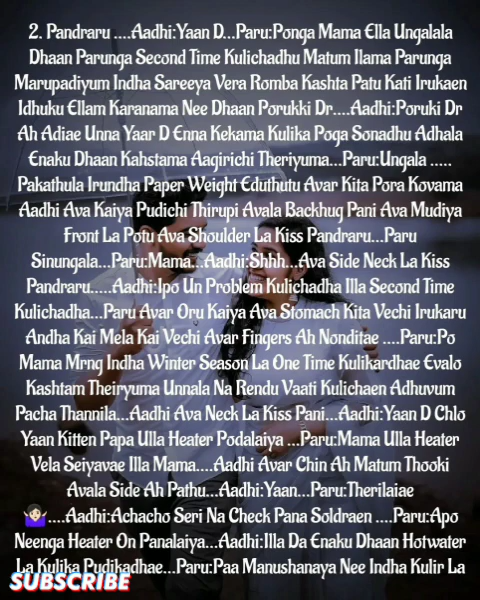 2. Pandraru ....Aadhi:Yaan D...Paru:Ponga Mama Ella Ungalala
Dhaan Parunga Second Time Kulichadhu Matum Ilama Parunga
Marupadiyum Indha Sareeya Vera Romba Kashta Patu Kati Irukaen
Idhuku Ellam Karanama Nee Dhaan Porukki Dr....Aadhi:Poruki Dr
Ah Adiae Unna Yaar D Enna Kekama Kulika Poga Sonadhu Adhala
Enaku Dhaan Kahstama Aagirichi Theriyuma...Paru:Ungala .....
Pakathula Irundha Paper Weight Eduthutu Avar Kita Pora Kovama
Aadhi Ava Kaiya Pudichi Thirupi Avala Backhug Pani Ava Mudiya
Front La Potu Ava Shoulder La Kiss Pandraru...Paru
Sinungala...Paru:Mama...Aadhi:Shhh...Ava Side Neck La Kiss
Pandraru.....Aadhi:Ipo Un Problem Kulichadha Illa Second Time
Kulichadha...Paru Avar Oru Kaiya Ava Stomach Kita Vechi Irukaru
Andha Kai Mela Kai Vechi Avar Fingers Ah Nonditae ....Paru:Po
Mama Mrng Indha Winter Season La One Time Kulikardhae Evalo
Kashtam Theiryuma Unnala Na Rendu Vaati Kulichaen Adhuvum
Pacha Thannila...Aadhi Ava Neck La Kiss Pani...Aadhi:Yaan D Chlo
Yaan Kitten Papa Ulla Heater Podalaiya ...Paru:Mama Ulla Heater
Vela Seiyavae Illa Mama....Aadhi Avar Chin Ah Matum Thooki
Avala Side Ah Pathu...Aadhi:Yaan...Paru:Therilaiae
🤷🏻‍♀️....Aadhi:Achacho Seri Na Check Pana Soldraen ....Paru:Apo
Neenga Heater On Panalaiya...Aadhi:Illa Da Enaku Dhaan Hotwater
La Kulika Pudikadhae...Paru:Paa Manushanaya Nee Indha Kulir La
SUBSCRIBE